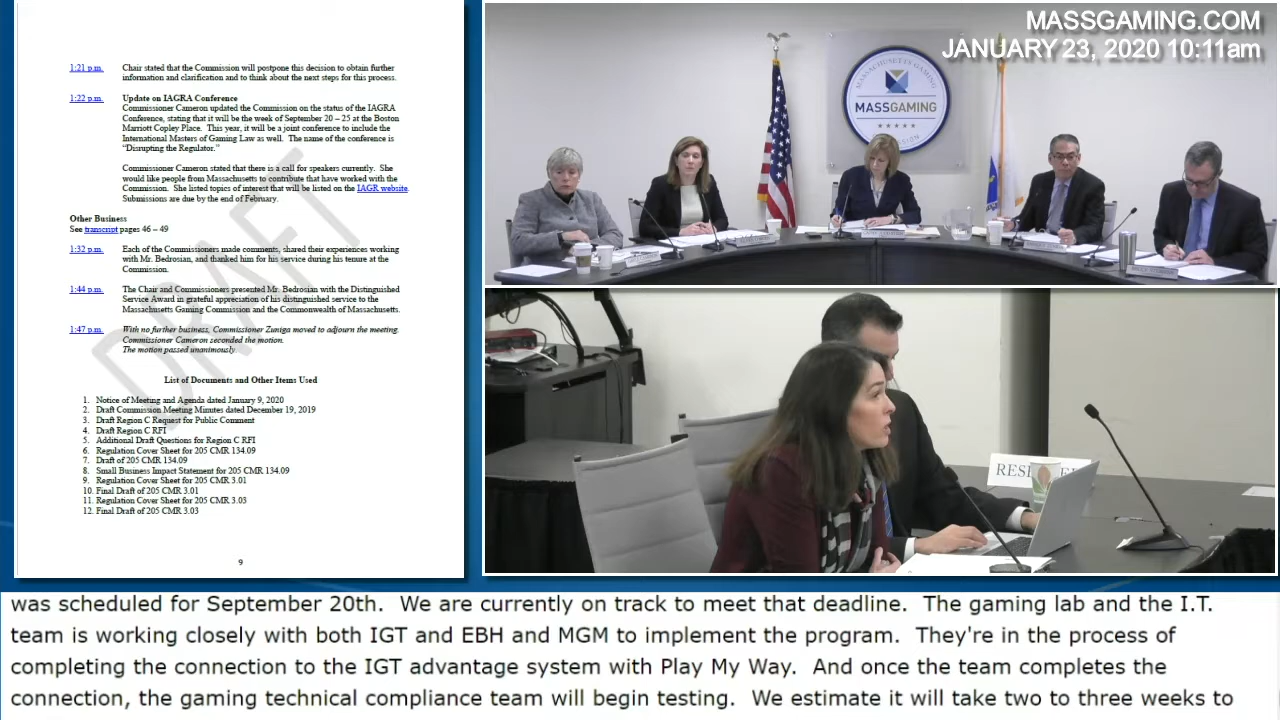 1:21 p.m. Chair stated that the Commission will postpone this decision to obtain further
information and clarification and to think about the next steps for this process.
1:22 p.m. Update on IAGRA Conference
Commissioner Cameron updated the Commission on the status of the IAGRA
Conference, stating that it will be the week of September 20 – 25 at the Boston
Marriott Copley Place. This year, it will be a joint conference to include the
International Masters of Gaming Law as well. The name of the conference is
“Disrupting the Regulator.”
Commissioner Cameron stated that there is a call for speakers currently. She
would like people from Massachusetts to contribute that have worked with the
Commission. She listed topics of interest that will be listed on the IAGR website.
Submissions are due by the end of February.
Other Business
See transcript pages 46 – 49
1:32 p.m. Each of the Commissioners made comments, shared their experiences working
with Mr. Bedrosian, and thanked him for his service during his tenure at the
Commission.
1:44 p.m. The Chair and Commissioners presented Mr. Bedrosian with the Distinguished
Service Award in grateful appreciation of his distinguished service to the
Massachusetts Gaming Commission and the Commonwealth of Massachusetts.
1:47 p.m. With no further business, Commissioner Zuniga moved to adjourn the meeting.
Commissioner Cameron seconded the motion.
The motion passed unanimously.
List of Documents and Other Items Used
1. Notice of Meeting and Agenda dated January 9, 2020
2. Draft Commission Meeting Minutes dated December 19, 2019
3. Draft Region C Request for Public Comment
4. Draft Region C RFI
5. Additional Draft Questions for Region C RFI
6. Regulation Cover Sheet for 205 CMR 134.09
7. Draft of 205 CMR 134.09
8. Small Business Impact Statement for 205 CMR 134.09
9. Regulation Cover Sheet for 205 CMR 3.01
10. Final Draft of 205 CMR 3.01
11. Regulation Cover Sheet for 205 CMR 3.03
12. Final Draft of 205 CMR 3.03
9
DRAFT
MASSGAMING.COM
JANUARY 23, 2020 10:11am
MASSACHUSETTS GAMING
MASSGAMING
was scheduled for September 20th. We are currently on track to meet that deadline. The gaming lab and the I.T.
team is working closely with both IGT and EBH and MGM to implement the program. They're in the process of
completing the connection to the IGT advantage system with Play My Way. And once the team completes the
connection, the gaming technical compliance team will begin testing. We estimate it will take two to three weeks to